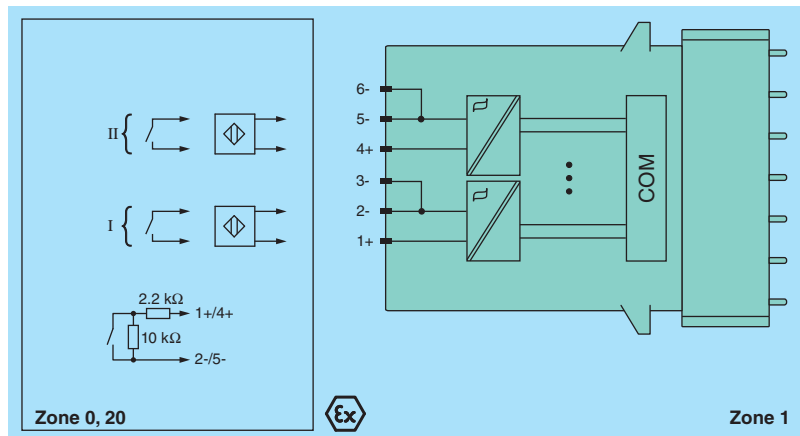 II
I
2.2 kΩ
1+/4+
10 kΩ
2-/5-
Zone 0, 20
6-
5-
4+
3-
2-
1+
COM
Ex
Zone 1